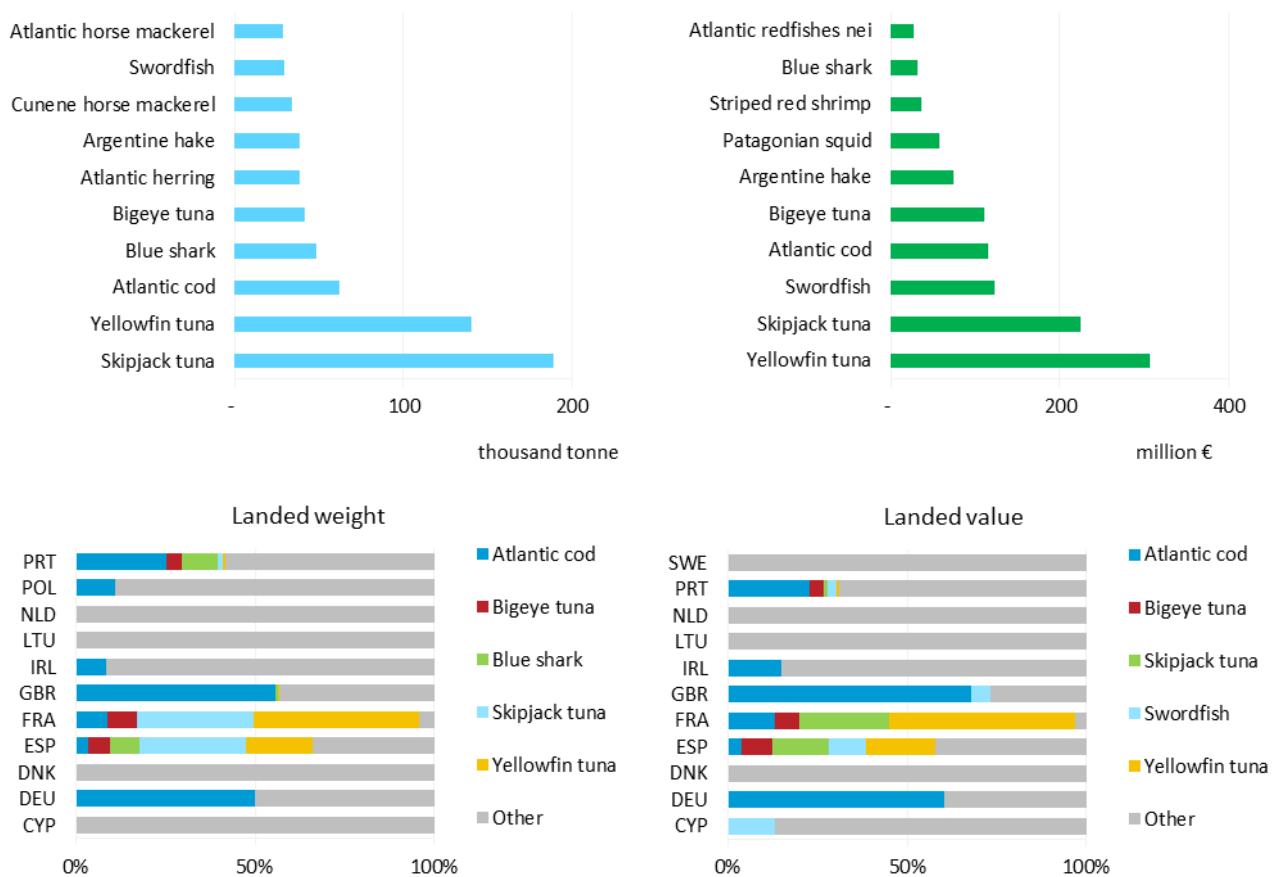 Atlantic horse mackerel
Swordfish
Cunene horse mackerel
Argentine hake
Atlantic herring
Bigeye tuna
Blue shark
Atlantic cod
Yellowfin tuna
Skipjack tuna
- 100 200
thousand tonne
Atlantic redfishes nei
Blue shark
Striped red shrimp
Patagonian squid
Argentine hake
Bigeye tuna
Atlantic cod
Swordfish
Skipjack tuna
Yellowfin tuna
- 200 400
million €
Landed weight
PRT
POL
NLD
LTU
IRL
GBR
FRA
ESP
DNK
DEU
CYP
0% 50% 100%
Atlantic cod
Bigeye tuna
Blue shark
Skipjack tuna
Yellowfin tuna
Other
Landed value
SWE
PRT
NLD
LTU
IRL
GBR
FRA
ESP
DNK
DEU
CYP
0% 50% 100%
Atlantic cod
Bigeye tuna
Skipjack tuna
Swordfish
Yellowfin tuna
Other